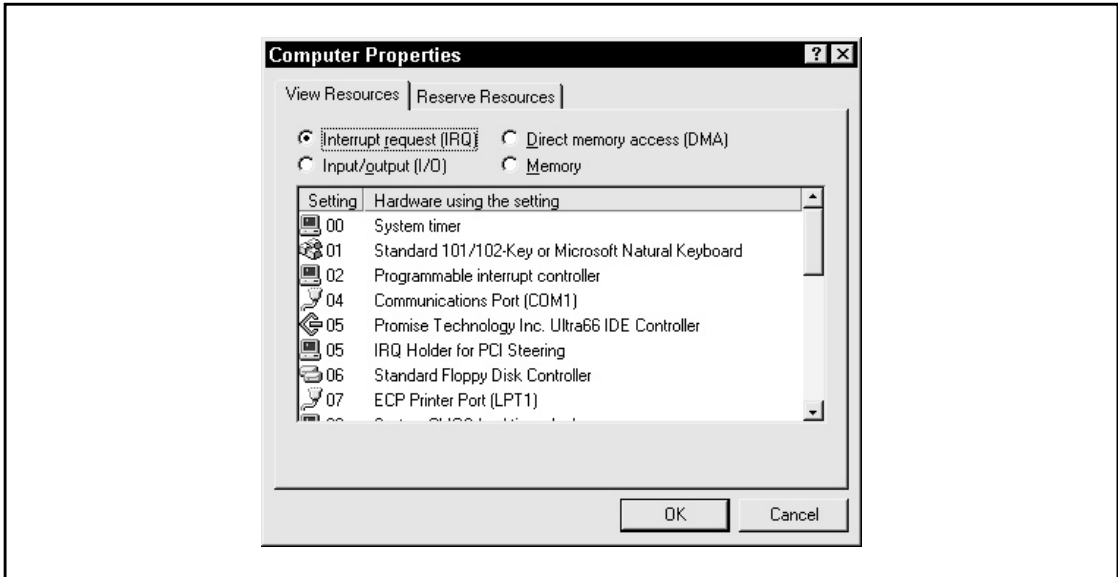 Computer Properties
View Resources Reserve Resources
Interrupt request (IRQ) Direct memory access (DMA)
Input/output (I/O) Memory
Setting Hardware using the setting
00 System timer
01 Standard 101/102-Key or Microsoft Natural Keyboard
02 Programmable interrupt controller
04 Communications Port (COM1)
05 Promise Technology Inc. Ultra66 IDE Controller
05 IRQ Holder for PCI Steering
06 Standard Floppy Disk Controller
07 ECP Printer Port (LPT1)
OK Cancel